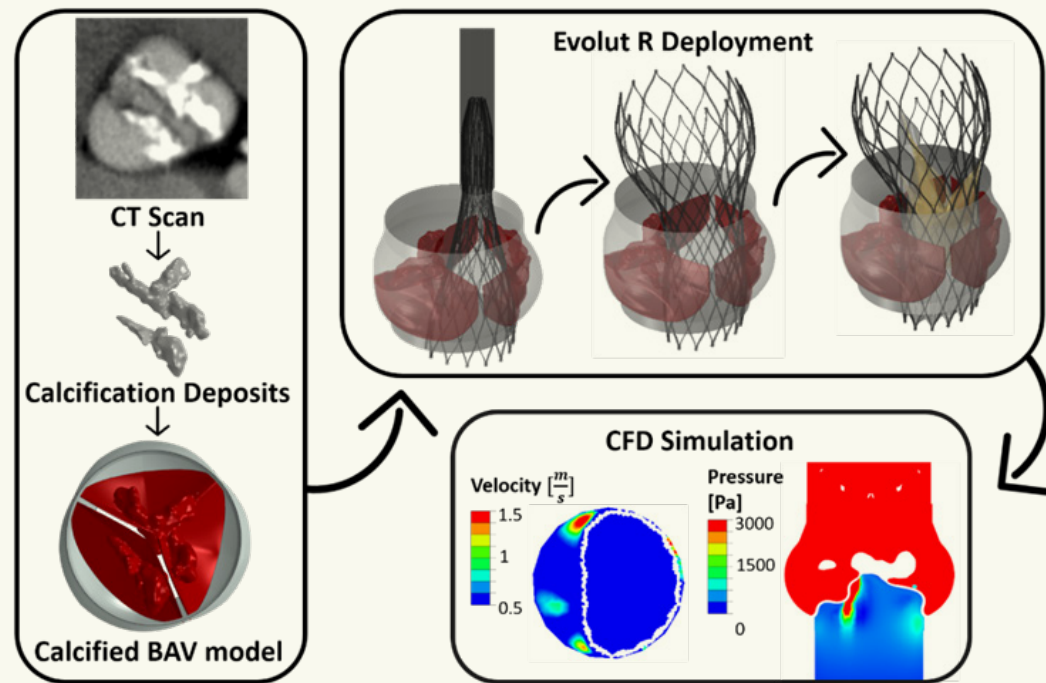 CT Scan
Calcification Deposits
Calcified BAV model
Evolut R Deployment
CFD Simulation
Velocity [m/s]
1.5
1
0.5
Pressure
[Pa]
3000
1500
0